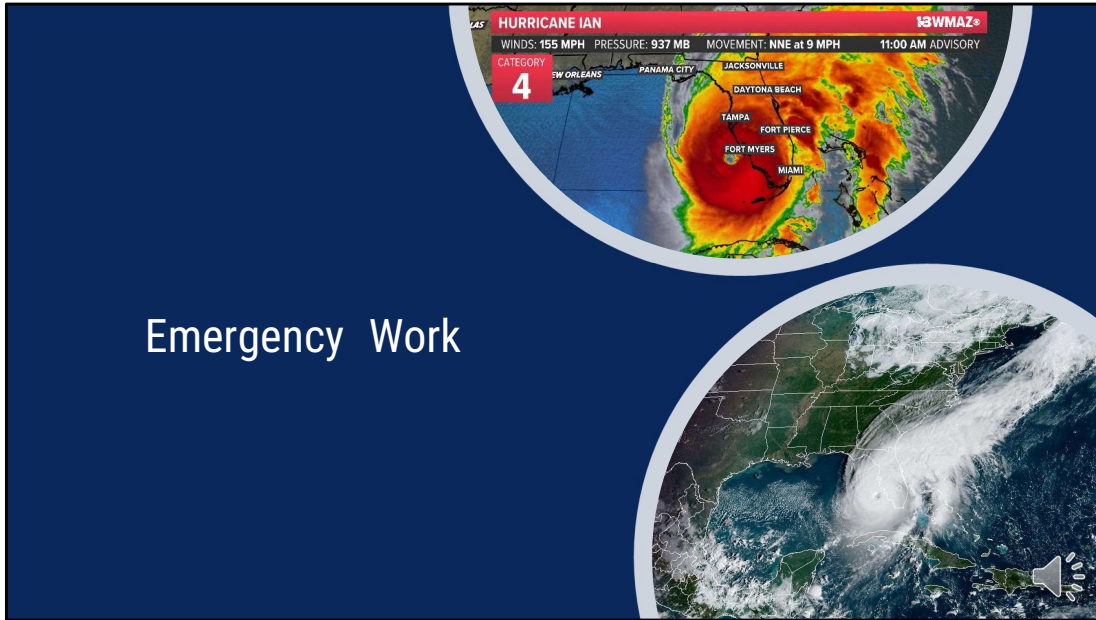 HURRICANE IAN
13WMAZ
WINDS: 155 MPH PRESSURE: 937 MB MOVEMENT: NNE at 9 MPH 11:00 AM ADVISORY
CATEGORY
4
EW ORLEANS
PANAMA CITY
JACKSONVILLE
DAYTONA BEACH
TAMPA
FORT PIERCE
FORT MYERS
MIAMI
Emergency Work